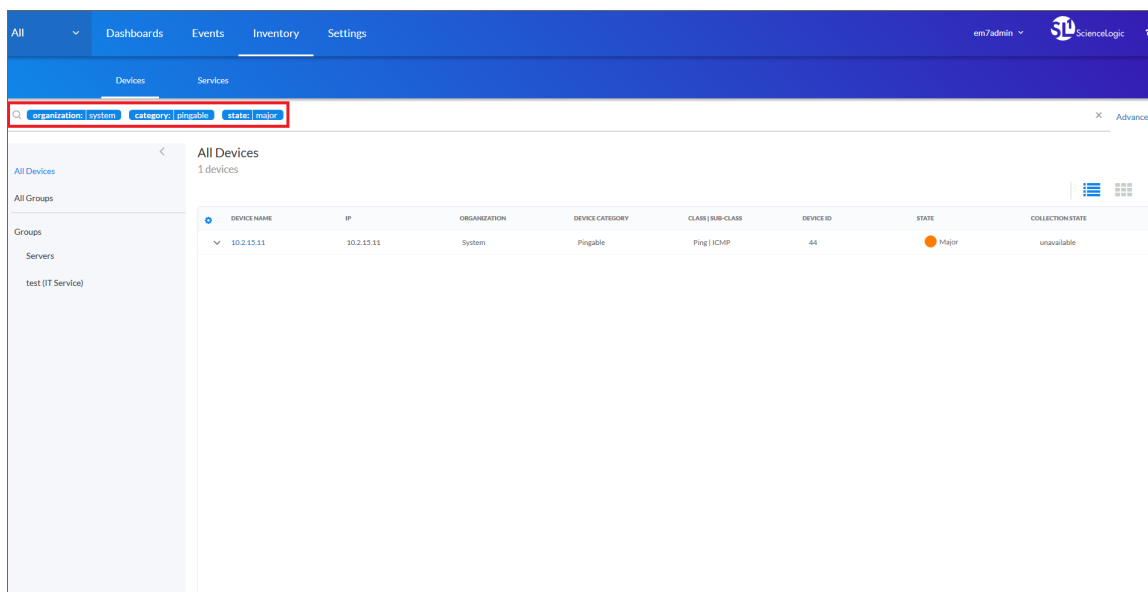 All Dashboards Events Inventory Settings em7admin SL1 ScienceLogic
Devices Services
organization: system category: pingable state: major × Advance
All Devices
1 devices
All Devices
All Groups
Groups
Servers
test (IT Service)
DEVICE NAME IP ORGANIZATION DEVICE CATEGORY CLASS | SUB-CLASS DEVICE ID STATE COLLECTION STATE
10.2.15.11 10.2.15.11 System Pingable Ping | ICMP 44 Major unavailable